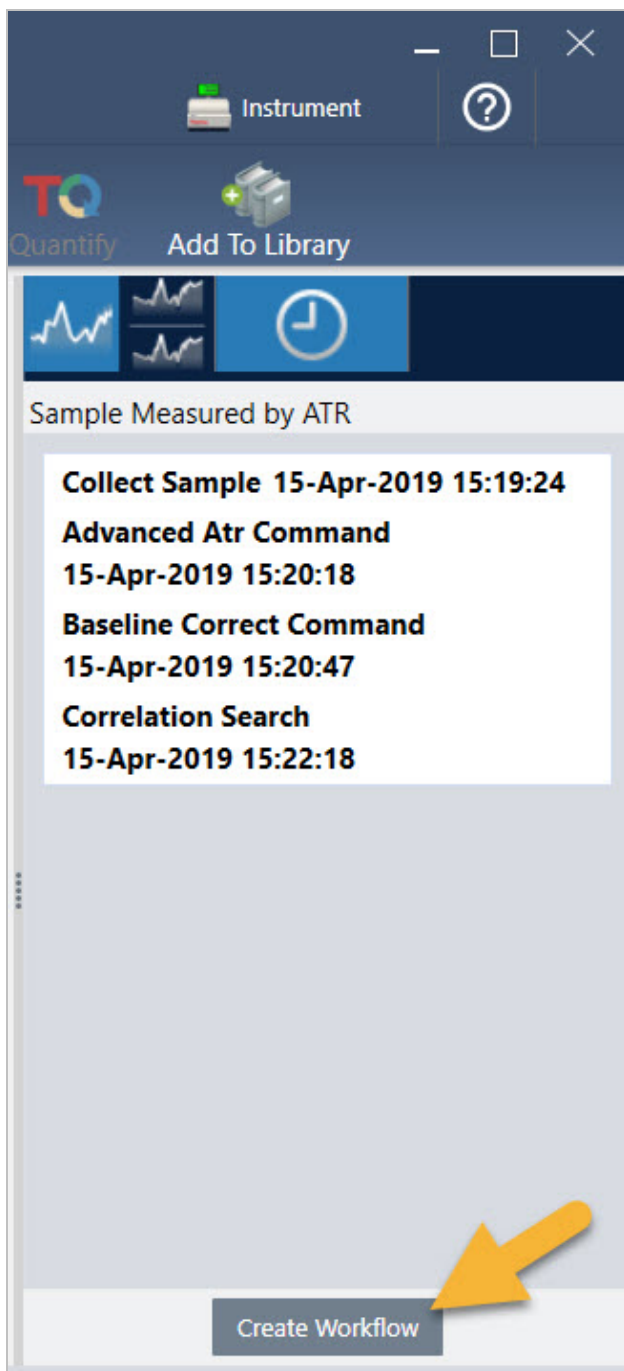 Instrument
TQ
Quantify
Add To Library
Sample Measured by ATR
Collect Sample 15-Apr-2019 15:19:24
Advanced Atr Command
15-Apr-2019 15:20:18
Baseline Correct Command
15-Apr-2019 15:20:47
Correlation Search
15-Apr-2019 15:22:18
Create Workflow